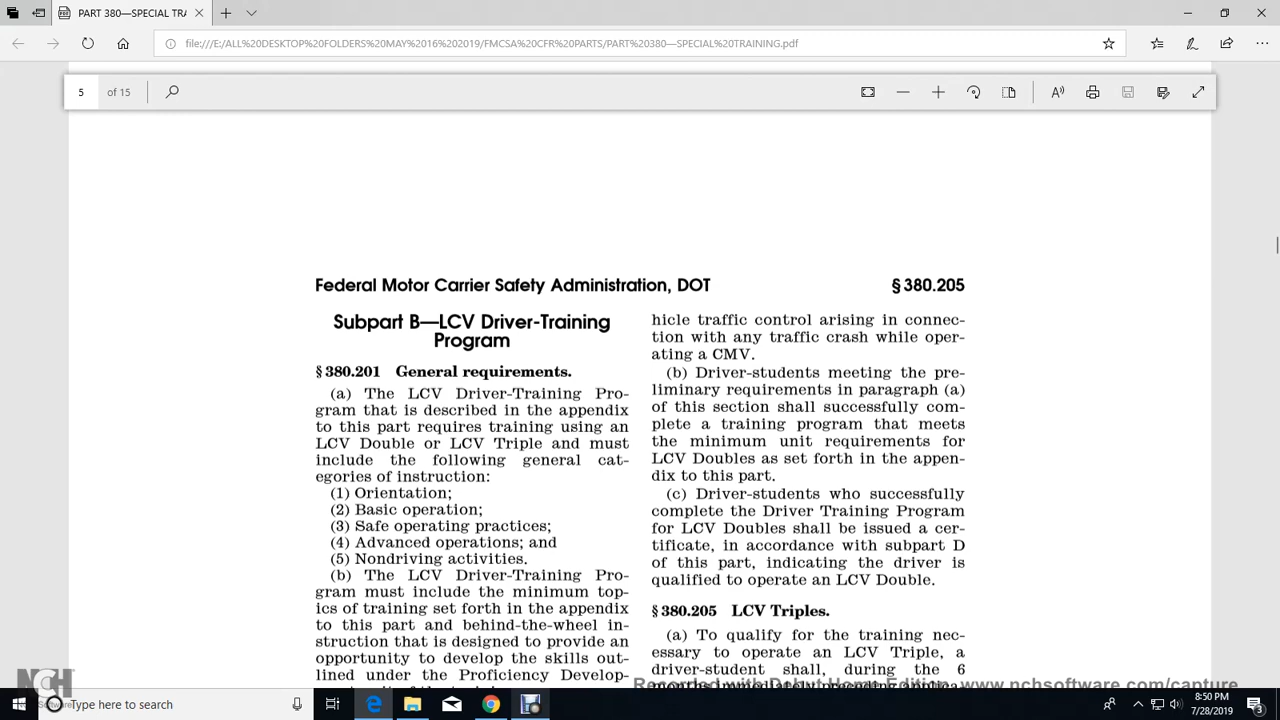 PART 380—SPECIAL TRA
file:///E:/ALL%20DESKTOP%20FOLDERS%20MAY%2016%202019/FMCSA%20CFR%20PARTS/PART%20380—SPECIAL%20TRAINING.pdf
5 of 15
Federal Motor Carrier Safety Administration, DOT § 380.205
Subpart B—LCV Driver-Training
Program
§ 380.201 General requirements.
(a) The LCV Driver-Training Pro-
gram that is described in the appendix
to this part requires training using an
LCV Double or LCV Triple and must
include the following general cat-
egories of instruction:
(1) Orientation;
(2) Basic operation;
(3) Safe operating practices;
(4) Advanced operations; and
(5) Nondriving activities.
(b) The LCV Driver-Training Pro-
gram must include the minimum top-
ics of training set forth in the appendix
to this part and behind-the-wheel in-
struction that is designed to provide an
opportunity to develop the skills out-
lined under the Proficiency Develop-
hicle traffic control arising in connec-
tion with any traffic crash while oper-
ating a CMV.
(b) Driver-students meeting the pre-
liminary requirements in paragraph (a)
of this section shall successfully com-
plete a training program that meets
the minimum unit requirements for
LCV Doubles as set forth in the appen-
dix to this part.
(c) Driver-students who successfully
complete the Driver Training Program
for LCV Doubles shall be issued a cer-
tificate, in accordance with subpart D
of this part, indicating the driver is
qualified to operate an LCV Double.
§ 380.205 LCV Triples.
(a) To qualify for the training nec-
essary to operate an LCV Triple, a
driver-student shall, during the 6
months immediately preceding applica-
Recorded with Debut Home Edition www.nchsoftware.com/capture
NCH
Software
Type here to search
8:50 PM
7/28/2019
3